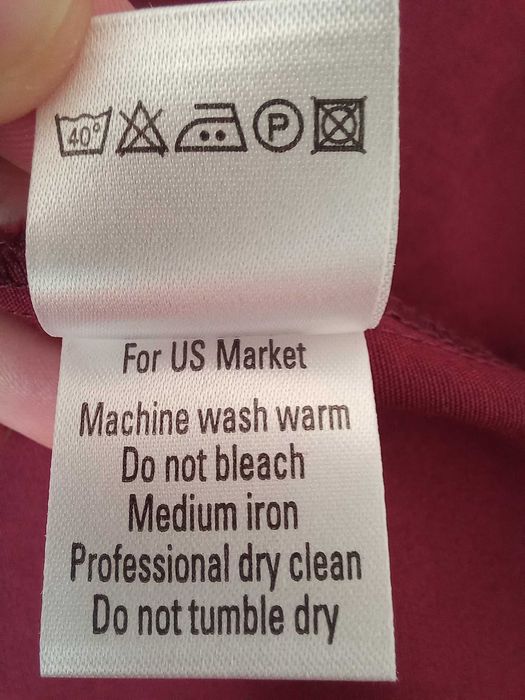 40°
P
For US Market
Machine wash warm
Do not bleach
Medium iron
Professional dry clean
Do not tumble dry